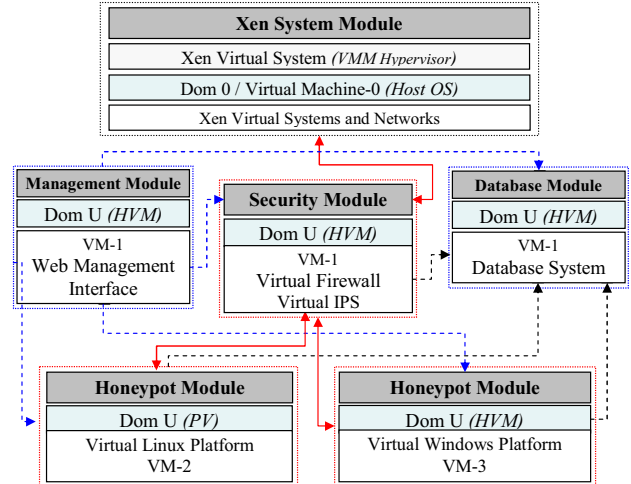 Xen System Module
Xen Virtual System (VMM Hypervisor)
Dom 0 / Virtual Machine-0 (Host OS)
Xen Virtual Systems and Networks
Management Module
Dom U (HVM)
VM-1
Web Management
Interface
Security Module
Dom U (HVM)
VM-1
Virtual Firewall
Virtual IPS
Database Module
Dom U (HVM)
VM-1
Database System
Honeypot Module
Dom U (PV)
Virtual Linux Platform
VM-2
Honeypot Module
Dom U (HVM)
Virtual Windows Platform
VM-3